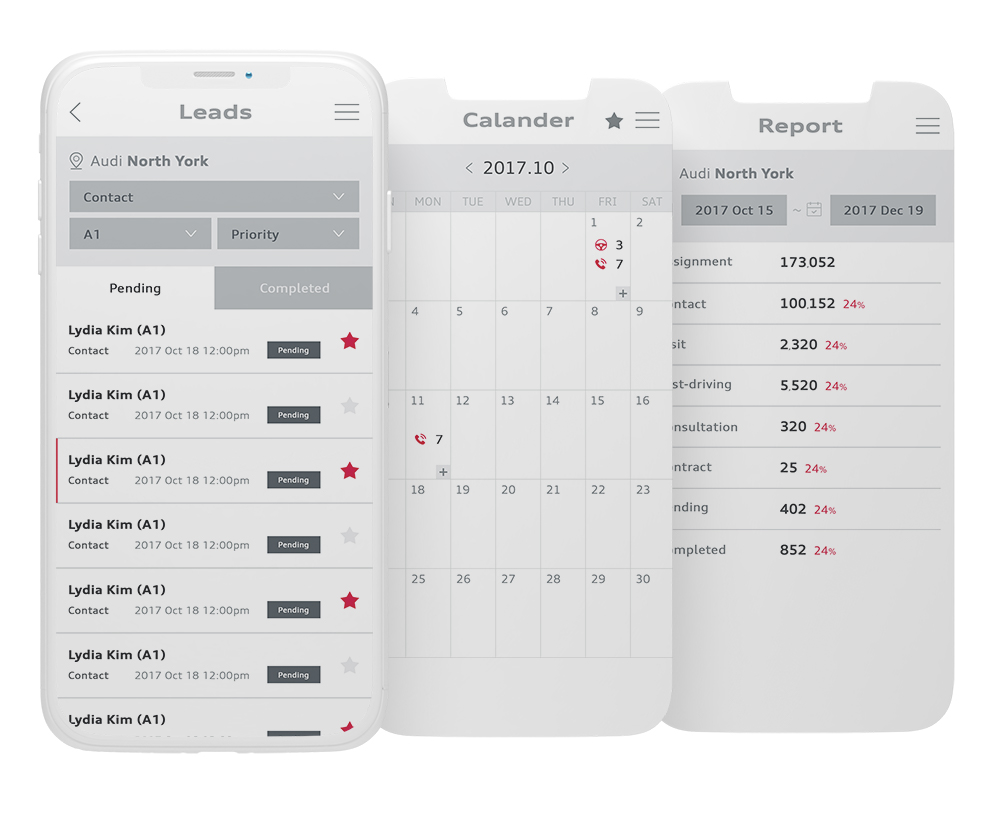 Leads
Audi North York
Contact
A1
Priority
Pending
Completed
Lydia Kim (A1)
Contact 2017 Oct 18 12:00pm Pending
Lydia Kim (A1)
Contact 2017 Oct 18 12:00pm Pending
Lydia Kim (A1)
Contact 2017 Oct 18 12:00pm Pending
Lydia Kim (A1)
Contact 2017 Oct 18 12:00pm Pending
Lydia Kim (A1)
Contact 2017 Oct 18 12:00pm Pending
Lydia Kim (A1)
Contact 2017 Oct 18 12:00pm Pending
Lydia Kim (A1)
Calander
< 2017.10 >
N MON TUE WED THU FRI SAT
1 2
3
7
+
4 5 6 7 8 9
11 12 13 14 15 16
7
+
18 19 20 21 22 23
25 26 27 28 29 30
Report
Audi North York
2017 Oct 15 ~ 2017 Dec 19
signment 173,052
ntact 100,152 24%
sit 2,320 24%
st-driving 5,520 24%
nsultation 320 24%
ntract 25 24%
nding 402 24%
mpleted 852 24%